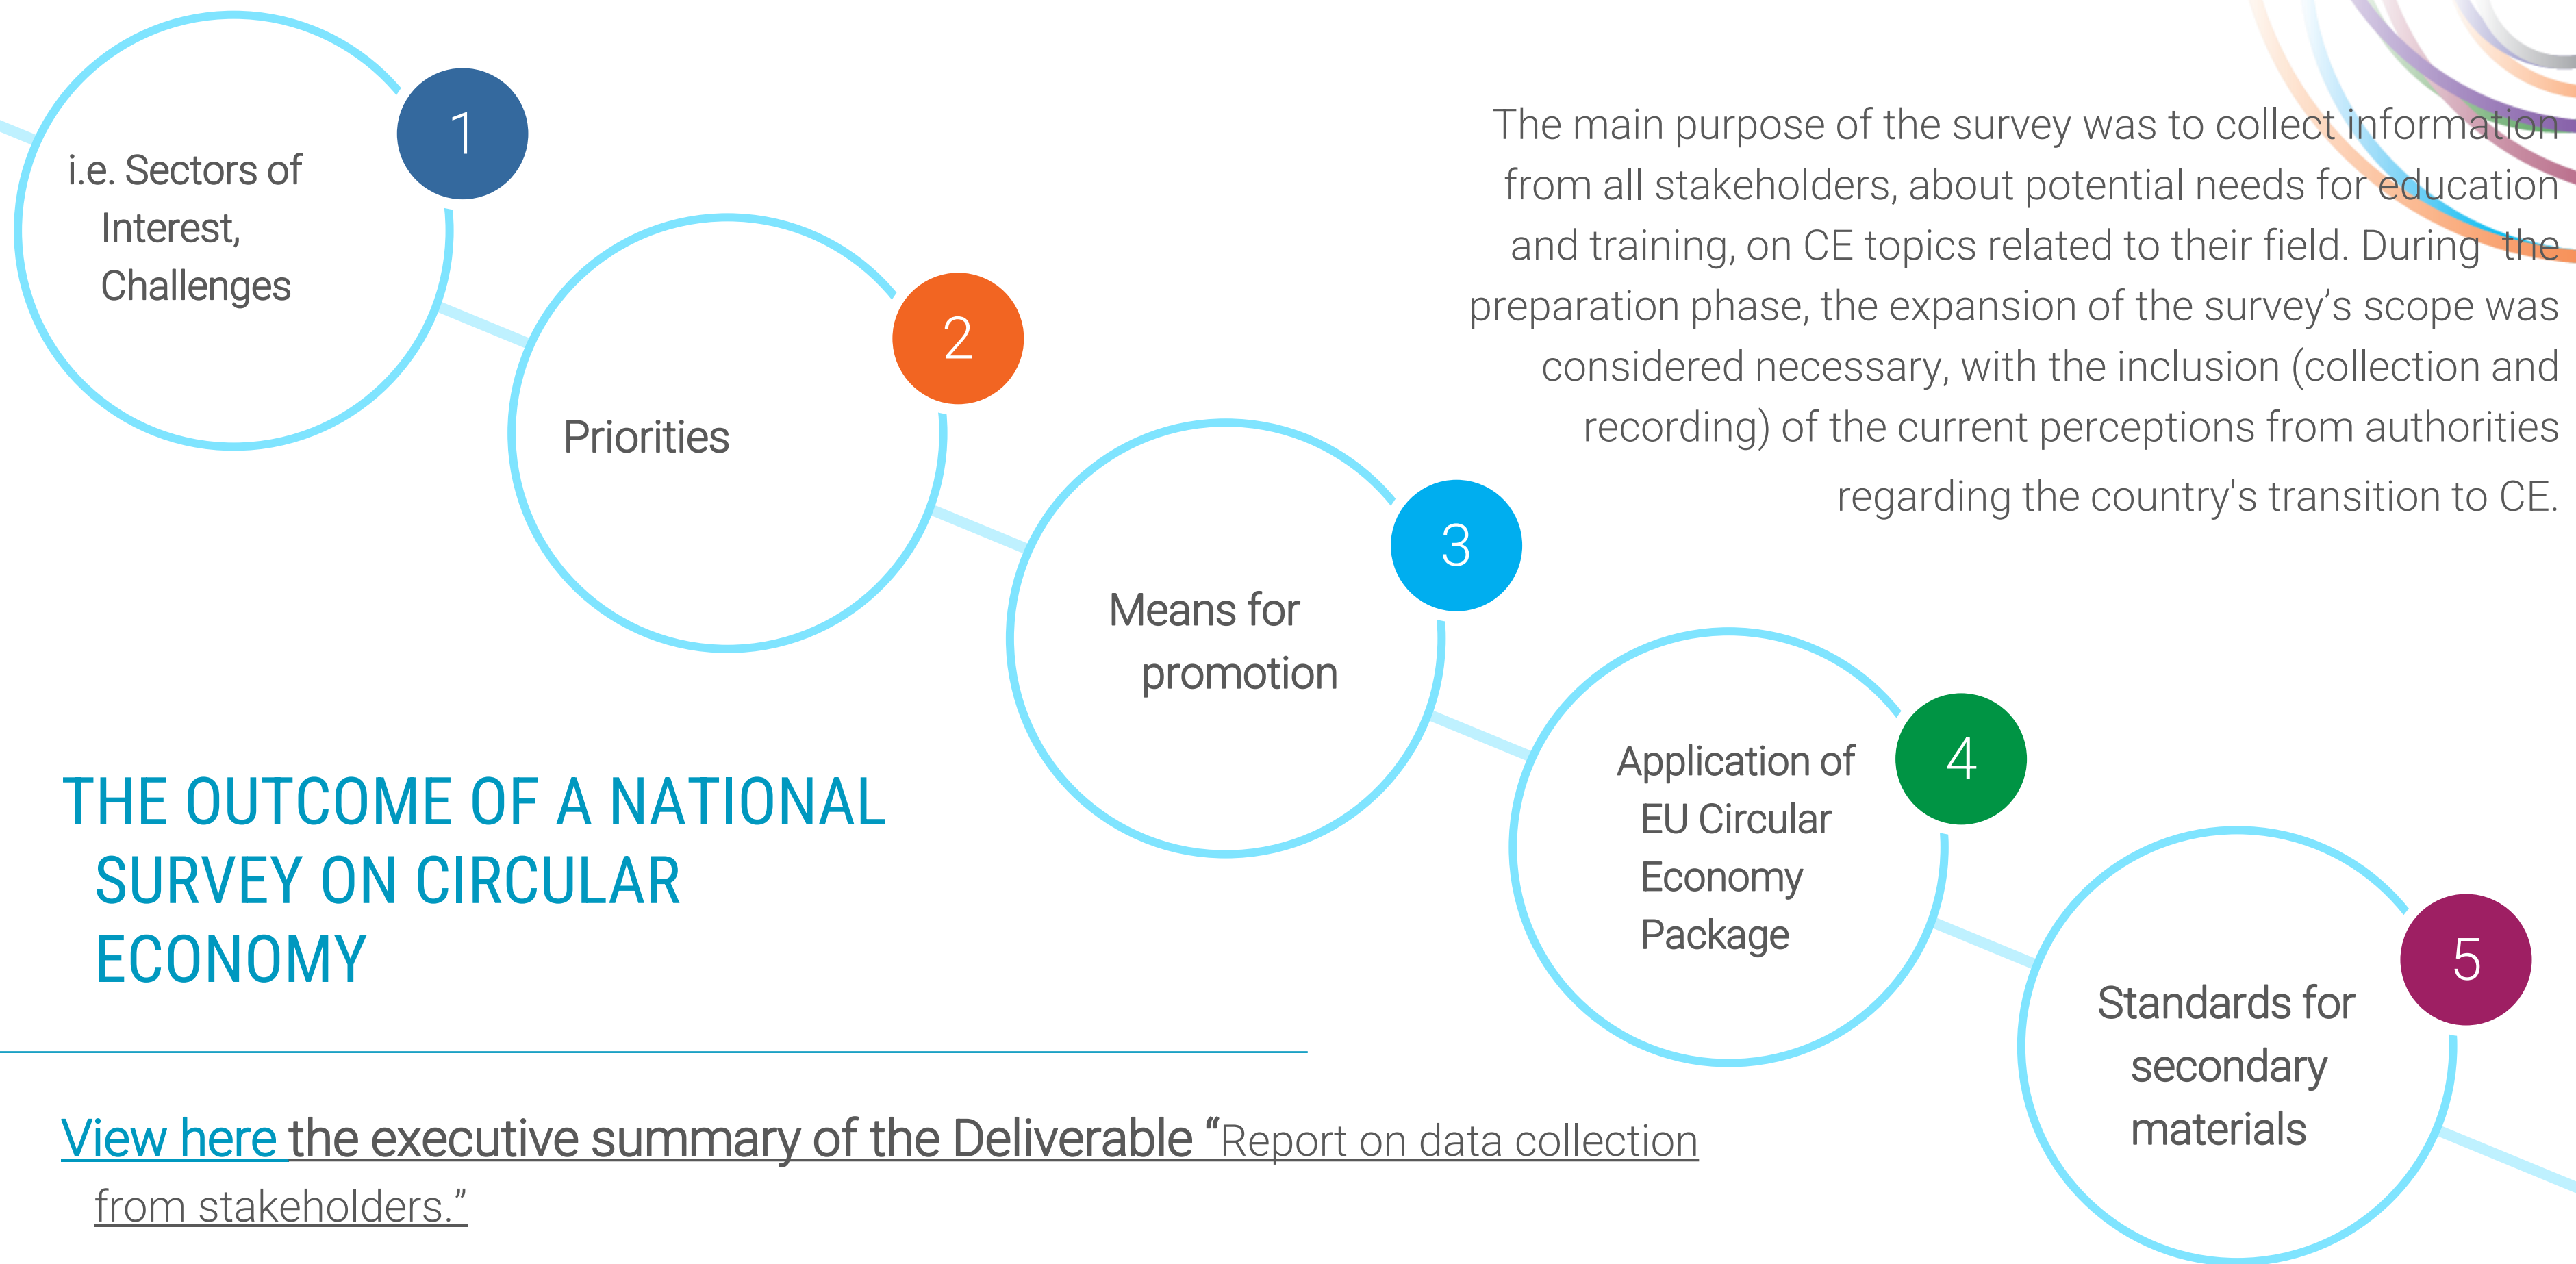 1
i.e. Sectors of
Interest,
Challenges
2
Priorities
3
Means for
promotion
4
Application of
EU Circular
Economy
Package
5
Standards for
secondary
materials
The main purpose of the survey was to collect information
from all stakeholders, about potential needs for education
and training, on CE topics related to their field. During the
preparation phase, the expansion of the survey’s scope was
considered necessary, with the inclusion (collection and
recording) of the current perceptions from authorities
regarding the country's transition to CE.
THE OUTCOME OF A NATIONAL
SURVEY ON CIRCULAR
ECONOMY
View here the executive summary of the Deliverable “Report on data collection
from stakeholders.”